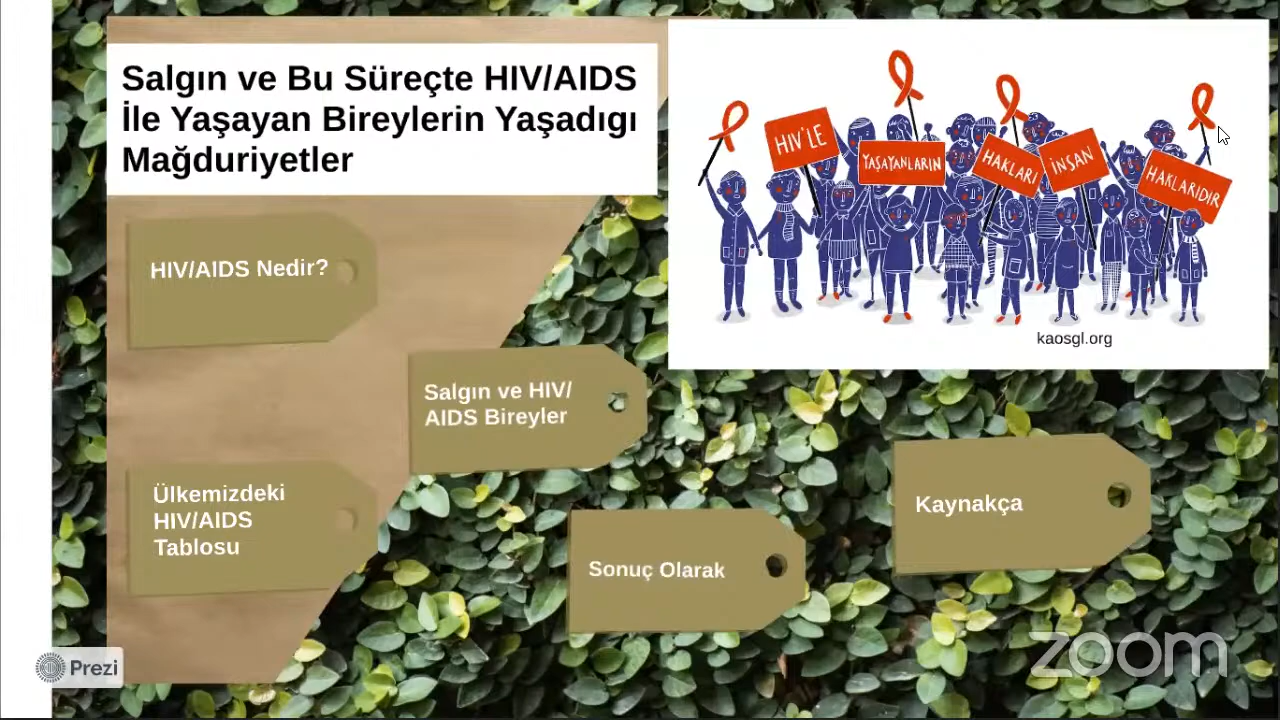 Salgın ve Bu Süreçte HIV/AIDS
İle Yaşayan Bireylerin Yaşadıgı
Mağduriyetler
HIV'LE
YAŞAYANLARIN
HAKLARI
İNSAN
HAKLARIDIR
kaosgl.org
HIV/AIDS Nedir?
Salgın ve HIV/
AIDS Bireyler
Ülkemizdeki
HIV/AIDS
Tablosu
Sonuç Olarak
Kaynakça
Prezi
zoom